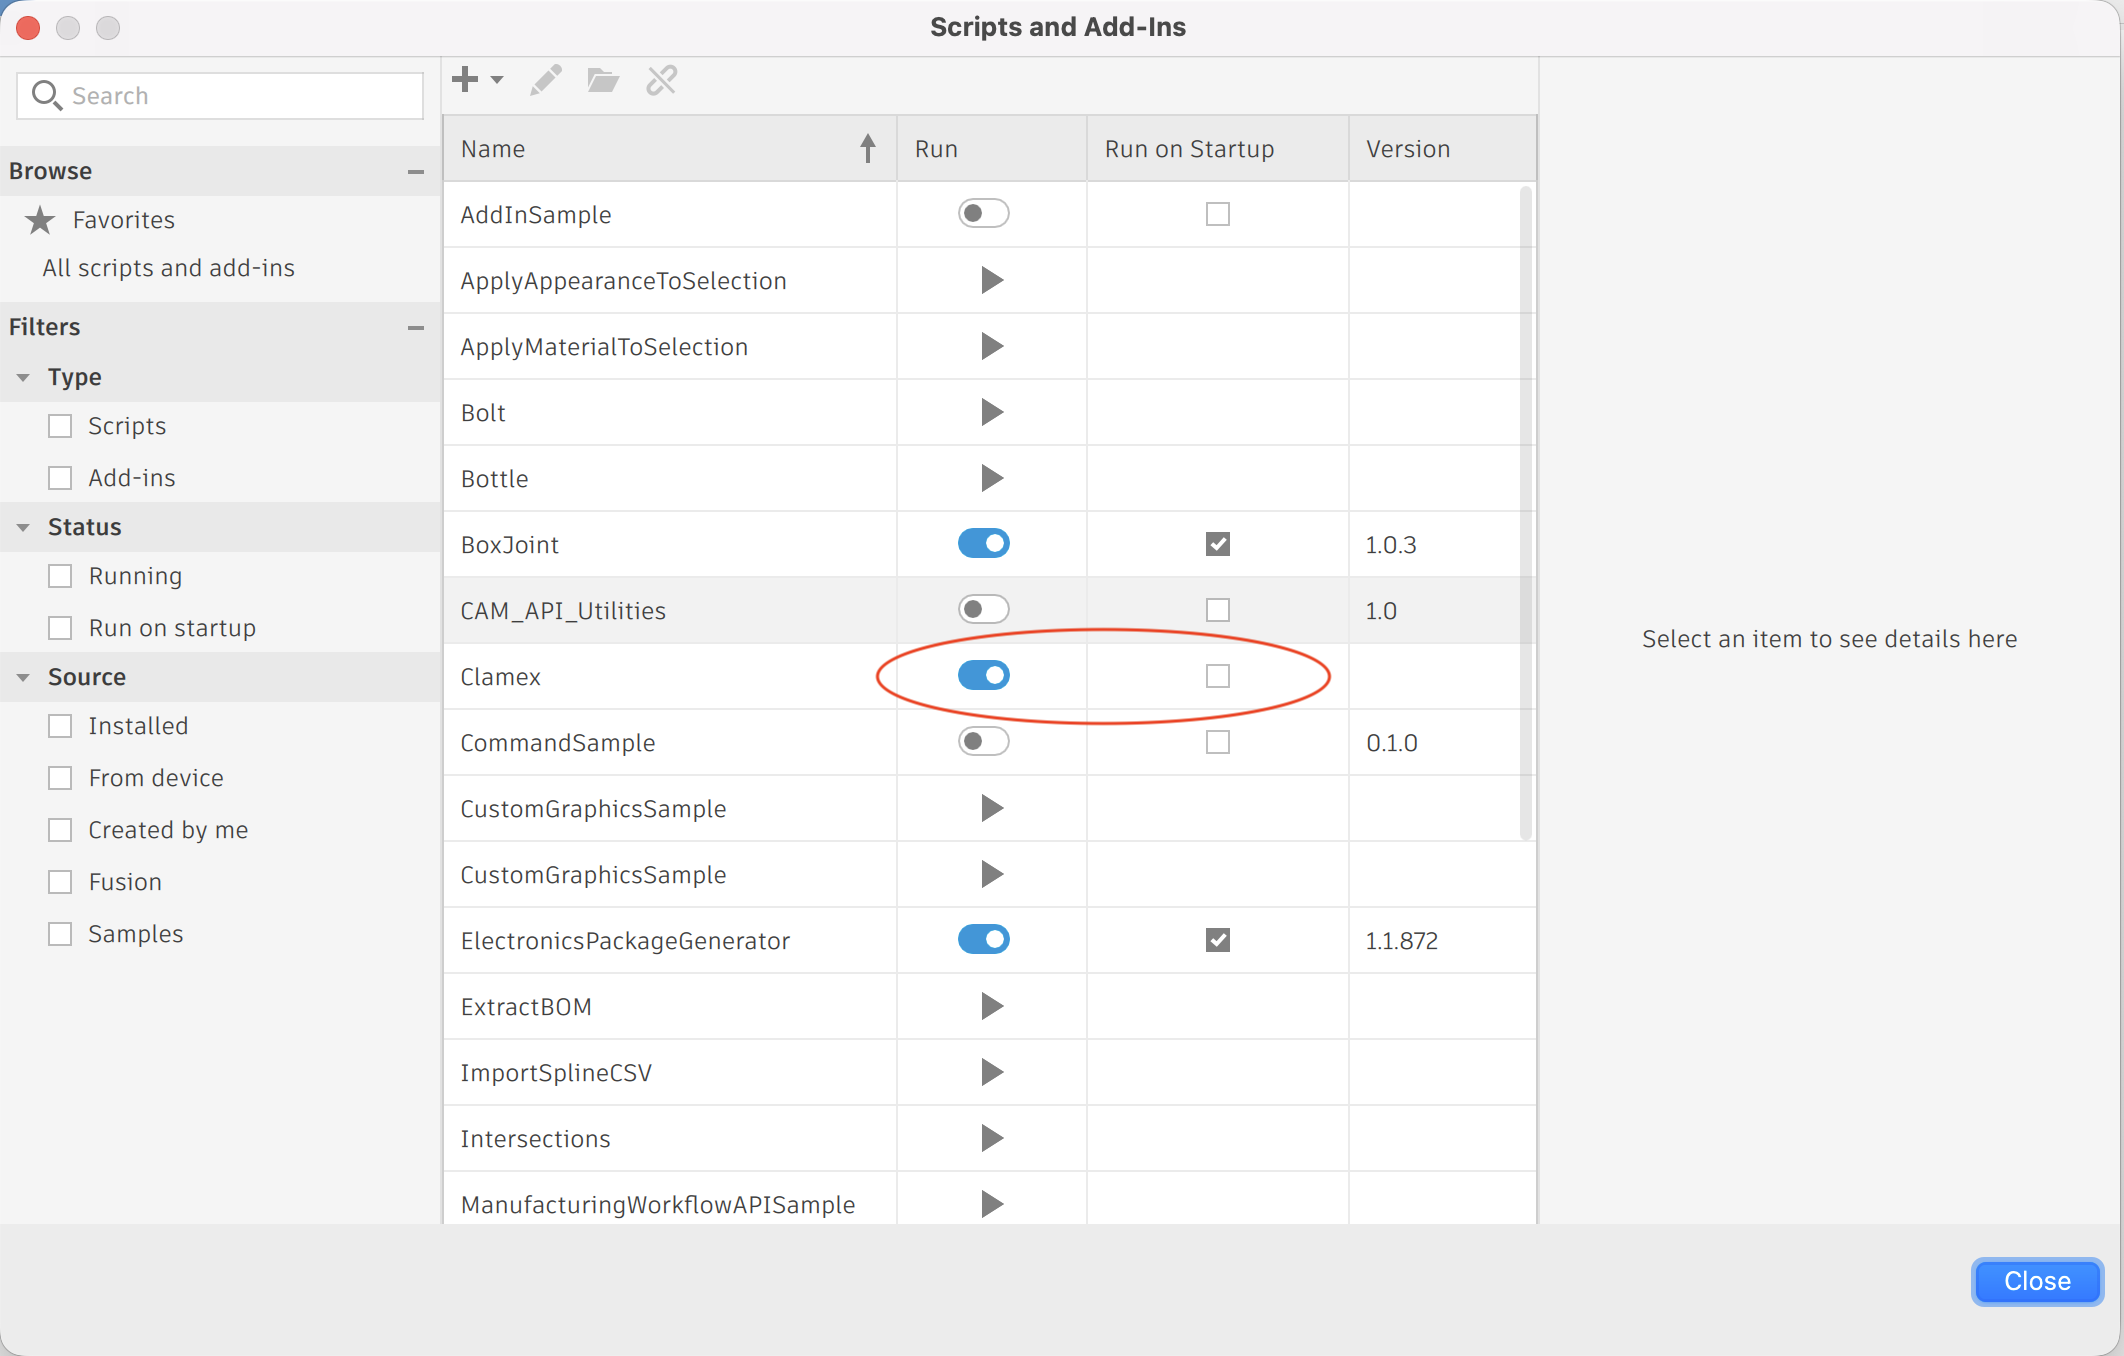 Scripts and Add-Ins
Search
Browse
Favorites
All scripts and add-ins
Filters
Type
Scripts
Add-ins
Status
Running
Run on startup
Source
Installed
From device
Created by me
Fusion
Samples
Name Run Run on Startup Version
AddInSample
ApplyAppearanceToSelection
ApplyMaterialToSelection
Bolt
Bottle
BoxJoint 1.0.3
CAM_API_Utilities 1.0
Clamex
CommandSample 0.1.0
CustomGraphicsSample
CustomGraphicsSample
ElectronicsPackageGenerator 1.1.872
ExtractBOM
ImportSplineCSV
Intersections
ManufacturingWorkflowAPISample
Select an item to see details here
Close